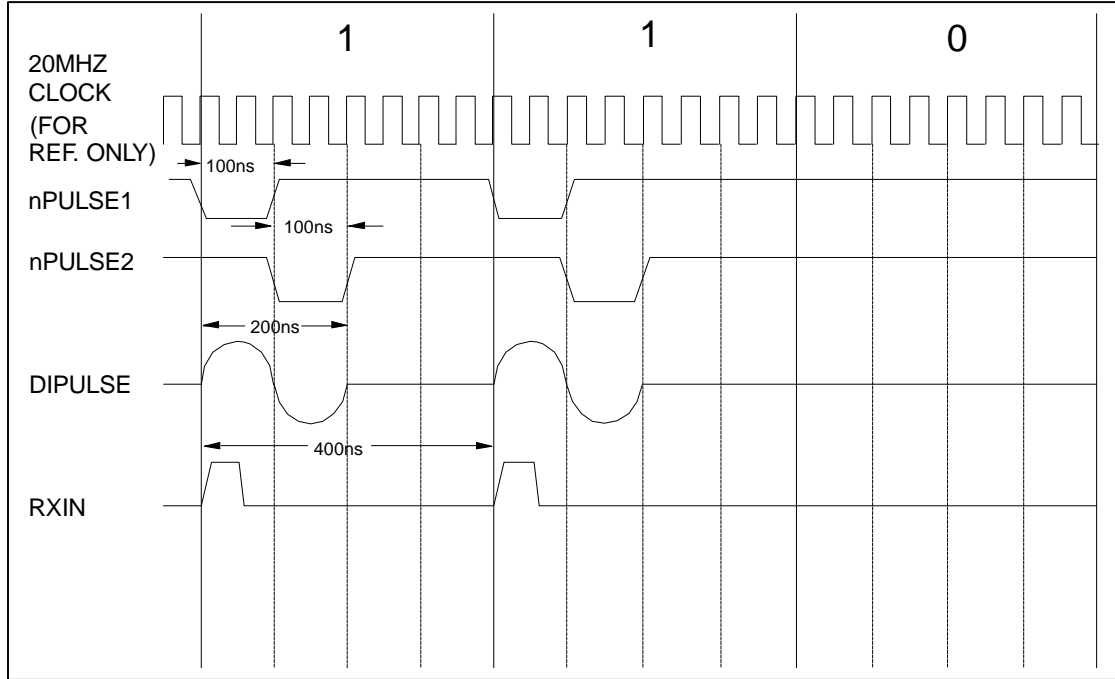 1 1 0
20MHZ
CLOCK
(FOR
REF. ONLY)
100ns
nPULSE1
100ns
nPULSE2
200ns
DIPULSE
400ns
RXIN